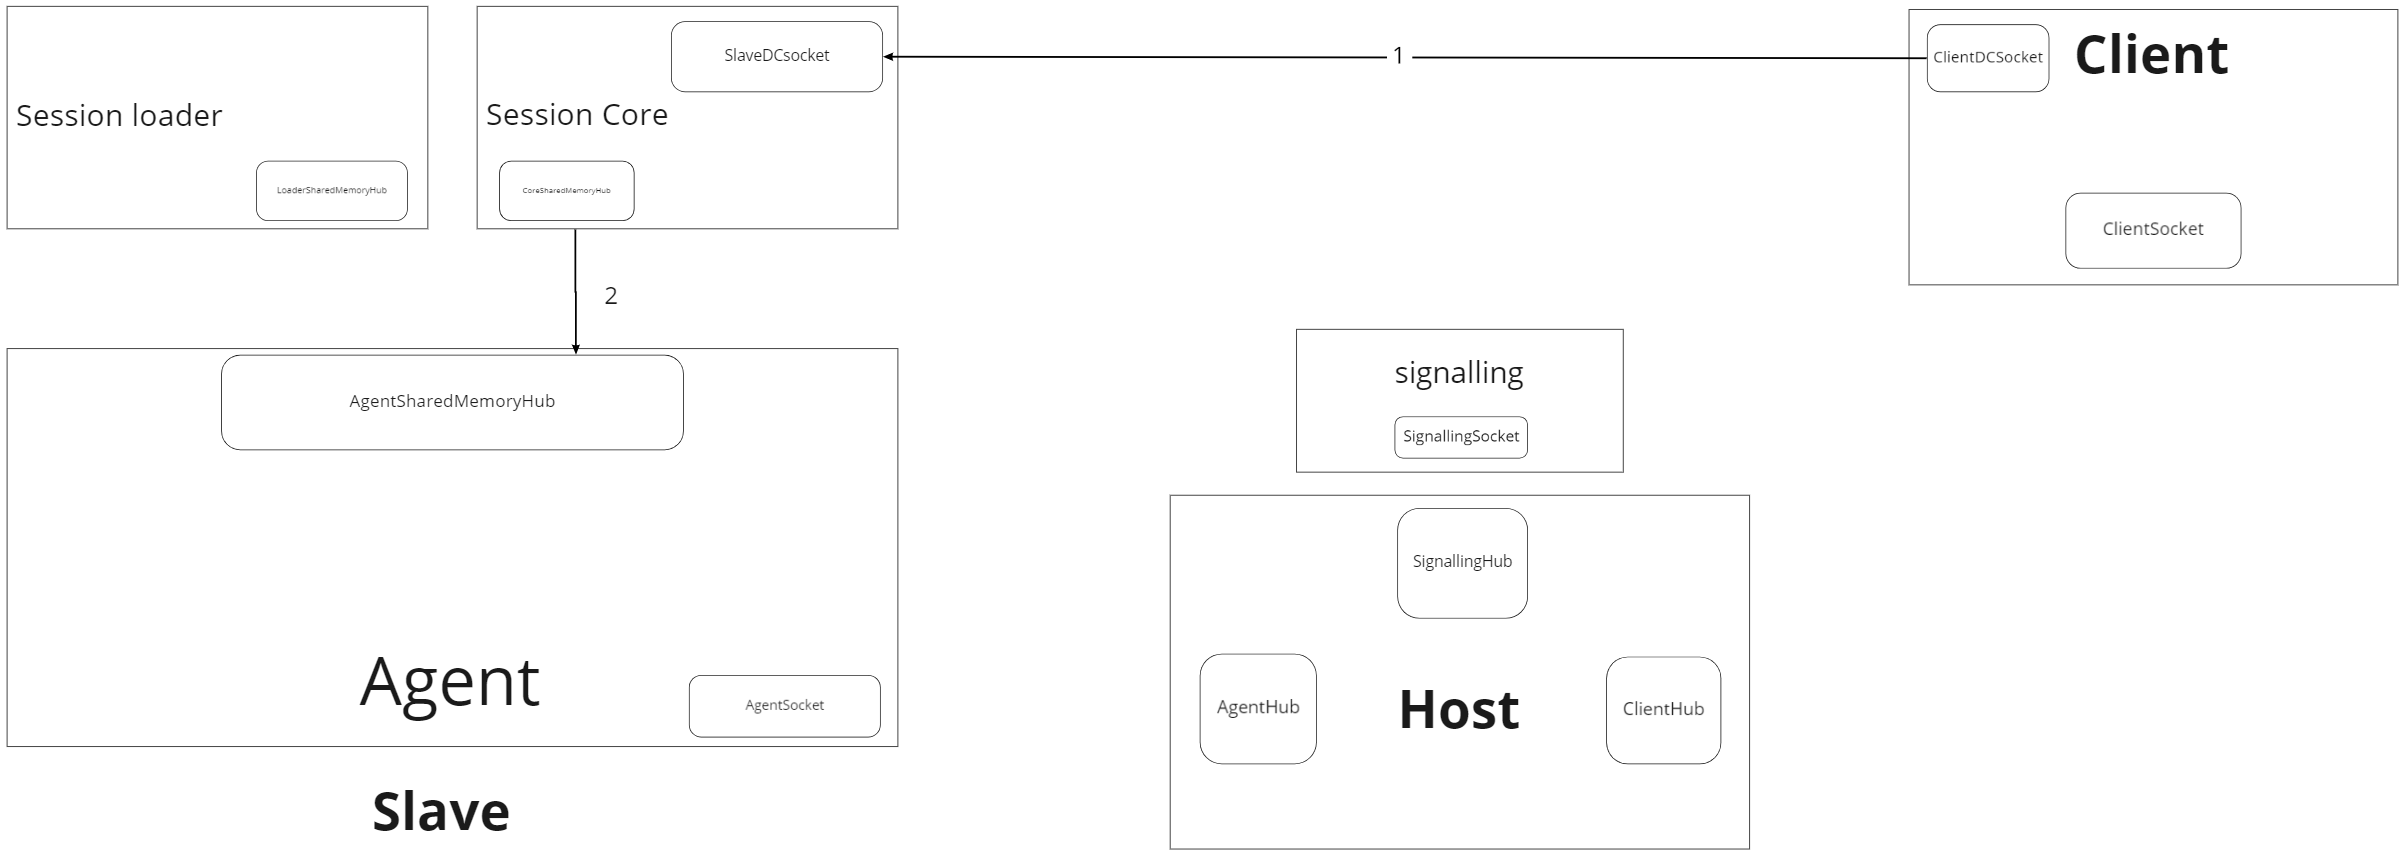 SlaveDCsocket
Session loader
Session Core
LoaderSharedMemoryHub
CoreSharedMemoryHub
1
ClientDCSocket
Client
ClientSocket
2
AgentSharedMemoryHub
Agent
AgentSocket
Slave
signalling
SignallingSocket
SignallingHub
AgentHub
Host
ClientHub